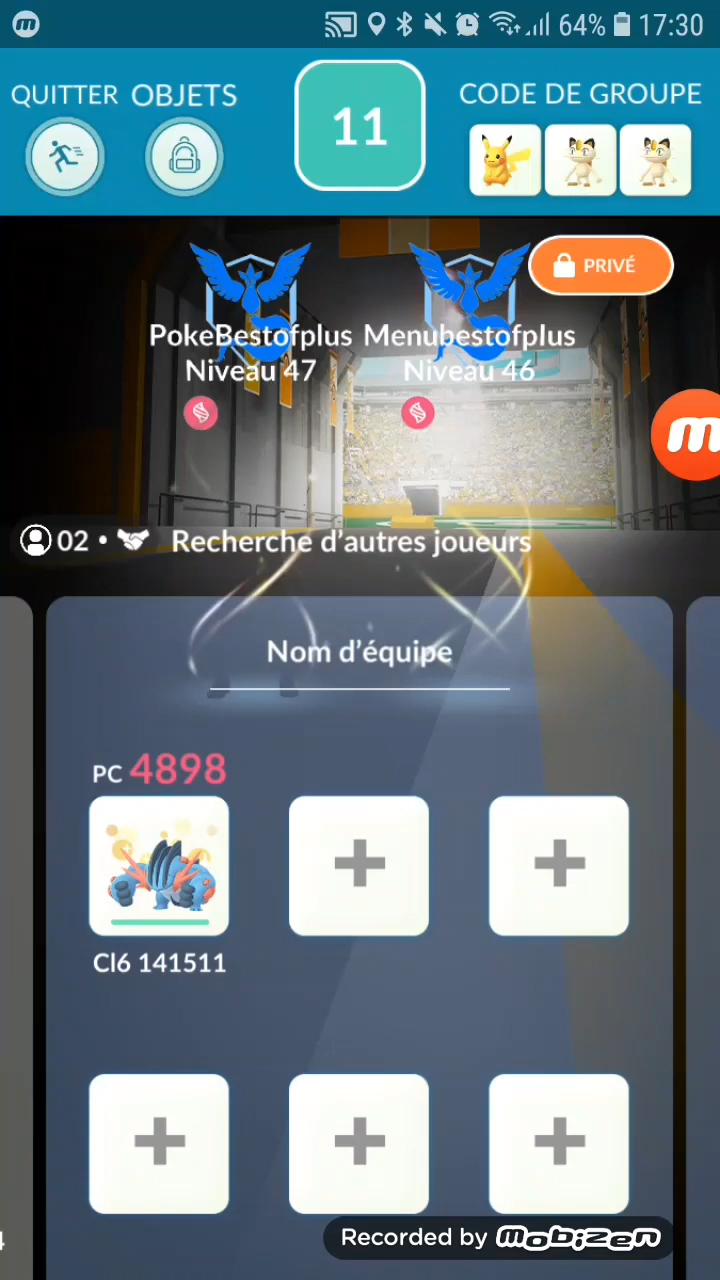 64% 17:30
QUITTER OBJETS
11
CODE DE GROUPE
PRIVÉ
PokeBestofplus Menubestofplus
Niveau 47 Niveau 46
02 • Recherche d'autres joueurs
Nom d'équipe
PC 4898
Cl6 141511
Recorded by mobizen